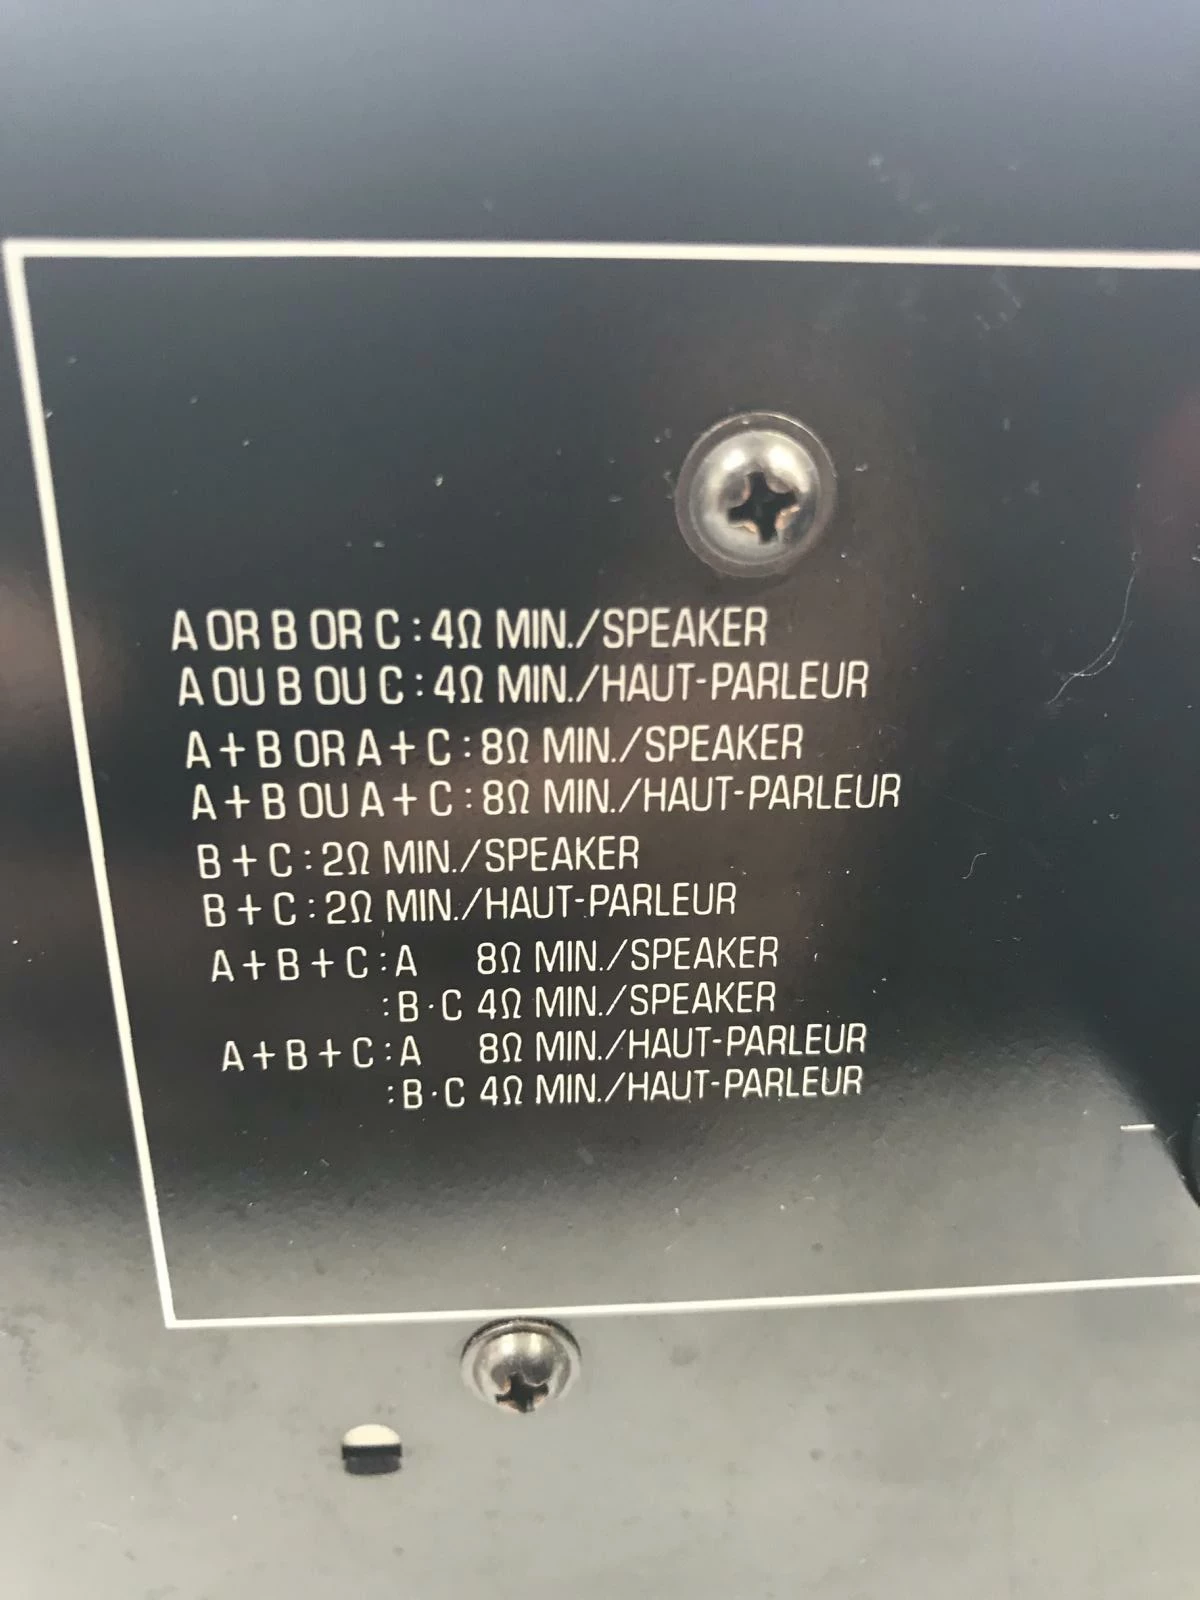 A OR B OR C : 4Ω MIN./SPEAKER
A OU B OU C : 4Ω MIN./HAUT-PARLEUR
A + B OR A + C : 8Ω MIN./SPEAKER
A + B OU A + C : 8Ω MIN./HAUT-PARLEUR
B + C : 2Ω MIN./SPEAKER
B + C : 2Ω MIN./HAUT-PARLEUR
A + B + C : A 8Ω MIN./SPEAKER
: B · C 4Ω MIN./SPEAKER
A + B + C : A 8Ω MIN./HAUT-PARLEUR
: B · C 4Ω MIN./HAUT-PARLEUR